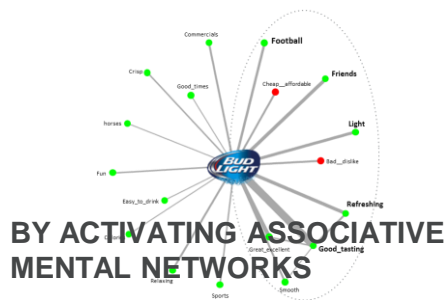 Commercials
Football
Crisp
Friends
Cheap__affordable
Good_times
Light
horses
BUD
LIGHT
Bad__dislike
Fun
Easy_to_drink
Refreshing
BY ACTIVATING ASSOCIATIVE
Great_excellent
Good_testing
MENTAL NETWORKS
Relaxing
Smooth
Sports